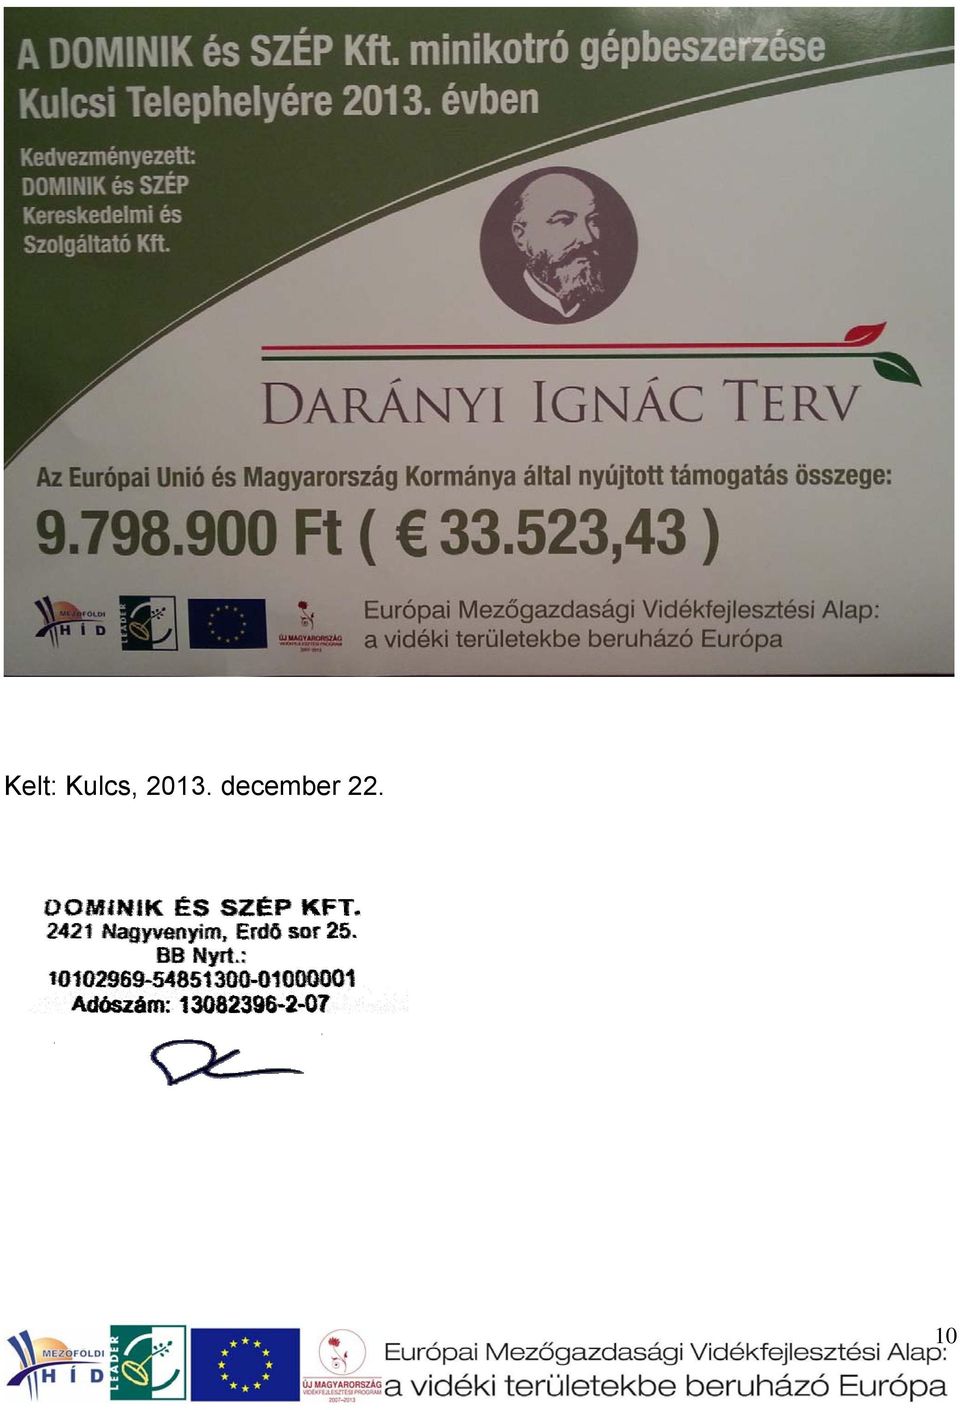 A DOMINIK és SZÉP Kft. minikotró gépbeszerzése
Kulcsi Telephelyére 2013. évben
Kedvezményezett:
DOMINIK és SZÉP
Kereskedelmi és
Szolgáltató Kft.
DARÁNYI IGNÁC TERV
Az Európai Unió és Magyarország Kormánya által nyújtott támogatás összege:
9.798.900 Ft ( € 33.523,43 )
MEZŐFÖLDI
HÍD
LEADER
ÚJ MAGYARORSZÁG
VIDÉKFEJLESZTÉSI PROGRAM
2007-2013
Európai Mezőgazdasági Vidékfejlesztési Alap:
a vidéki területekbe beruházó Európa
Kelt: Kulcs, 2013. december 22.
DOMINIK ÉS SZÉP KFT.
2421 Nagyvenyim, Erdő sor 25.
BB Nyrt.:
10102969-54851300-01000001
Adószám: 13082396-2-07
10
MEZŐFÖLDI
HÍD
LEADER
ÚJ MAGYARORSZÁG
VIDÉKFEJLESZTÉSI PROGRAM
2007-2013
Európai Mezőgazdasági Vidékfejlesztési Alap:
a vidéki területekbe beruházó Európa